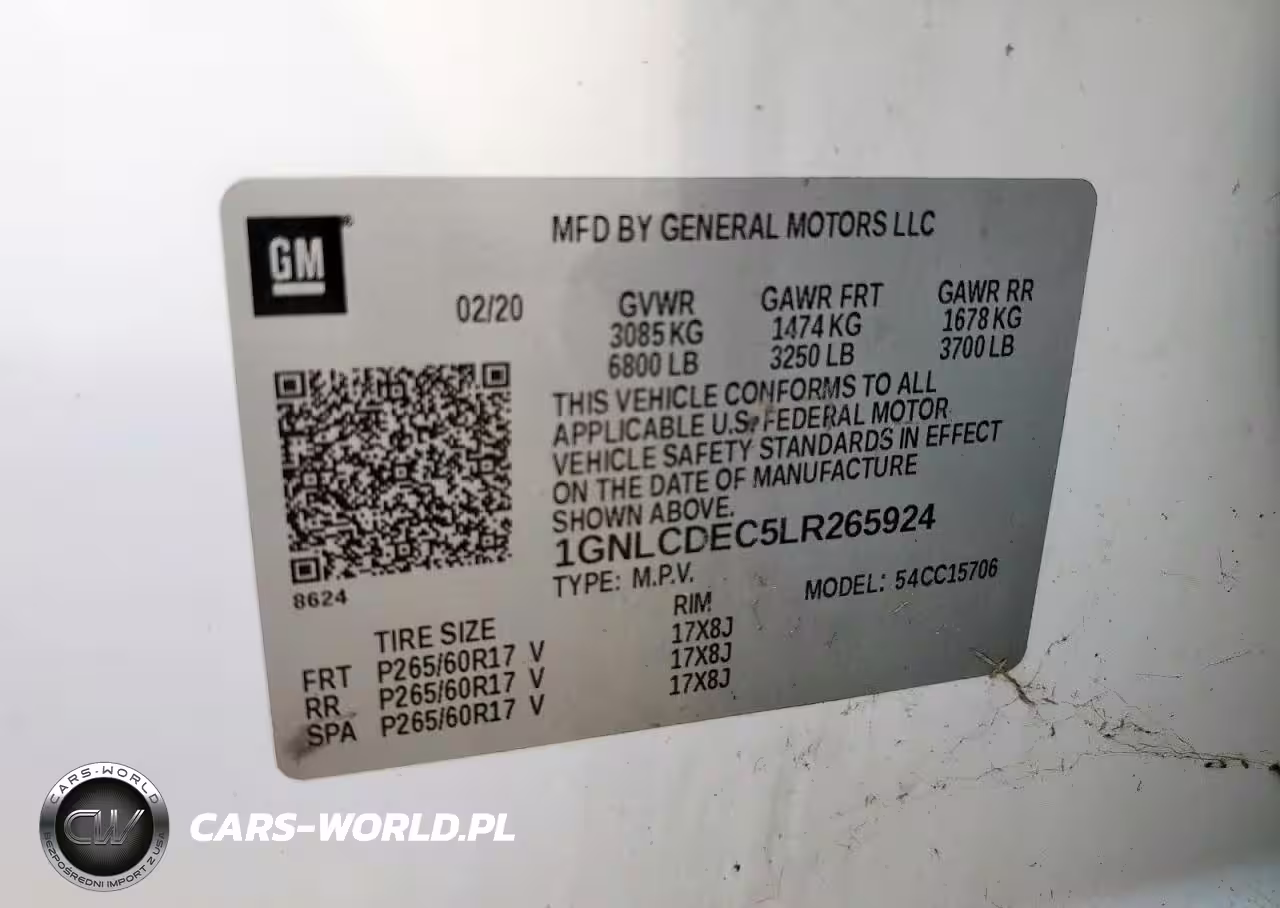 GM
MFD BY GENERAL MOTORS LLC
02/20
GVWR GAWR FRT GAWR RR
3085 KG 1474 KG 1678 KG
6800 LB 3250 LB 3700 LB
THIS VEHICLE CONFORMS TO ALL
APPLICABLE U.S. FEDERAL MOTOR
VEHICLE SAFETY STANDARDS IN EFFECT
ON THE DATE OF MANUFACTURE
SHOWN ABOVE.
1GNLCDEC5LR265924
TYPE: M.P.V. MODEL: 54CC15706
8624
TIRE SIZE RIM
FRT P265/60R17 V 17X8J
RR P265/60R17 V 17X8J
SPA P265/60R17 V 17X8J
CARS-WORLD
CW
BEZPOŚREDNI IMPORT Z USA
CARS-WORLD.PL